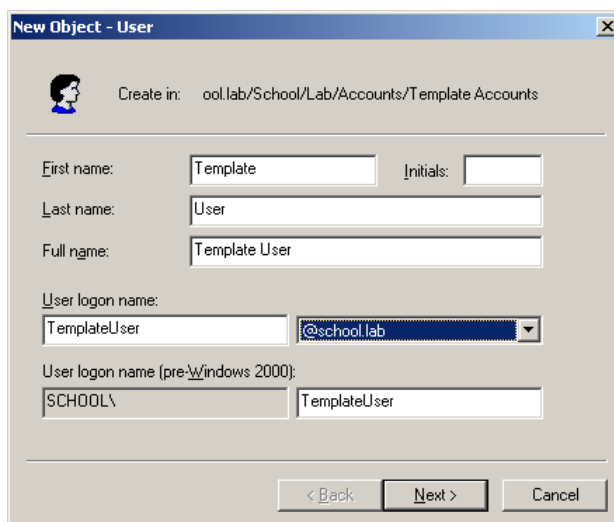 New Object - User
Create in: ool.lab/School/Lab/Accounts/Template Accounts
First name: Template Initials:
Last name: User
Full name: Template User
User logon name:
TemplateUser @school.lab
User logon name (pre-Windows 2000):
SCHOOL\ TemplateUser
< Back Next > Cancel